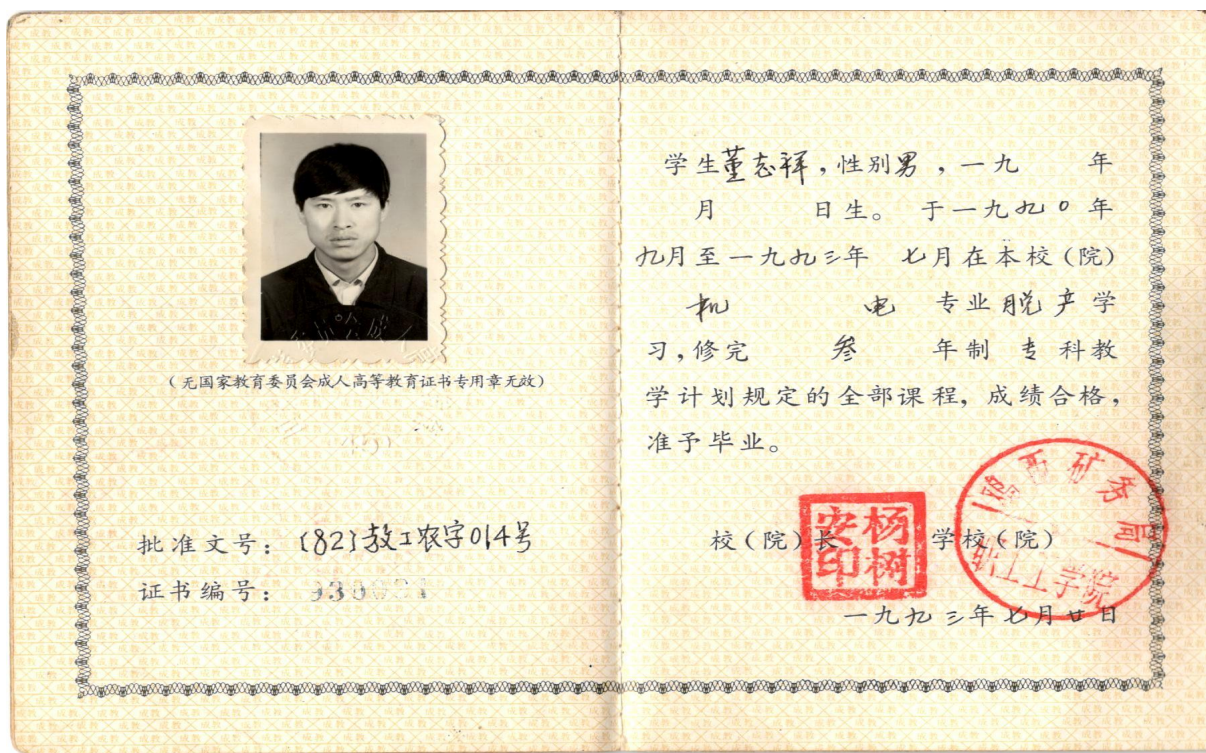 (无国家教育委员会成人高等教育证书专用章无效)
批准文号: (82)教工农字014号
证书编号: 930021
学生董志祥,性别男,一九 年
月 日生。于一九九0年
九月至一九九三年 七月在本校(院)
机 电 专业脱产学
习,修完 叁 年制 专科教
学计划规定的全部课程,成绩合格,
准予毕业。
校(院)长 学校(院)
杨树安印
鸡西矿务局
职工工学院
一九九三年七月廿日